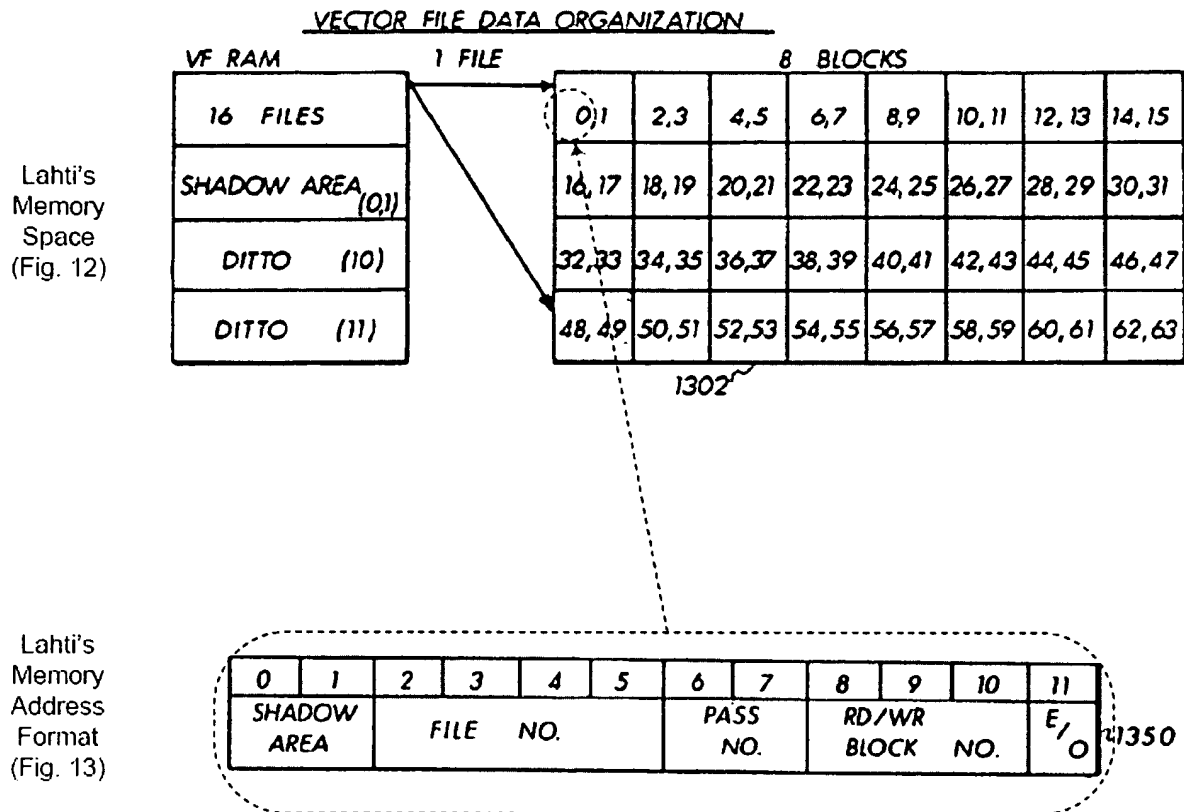 VECTOR FILE DATA ORGANIZATION
VF RAM 1 FILE 8 BLOCKS
16 FILES
SHADOW AREA (0,1)
DITTO (10)
DITTO (11)
0,1 2,3 4,5 6,7 8,9 10,11 12,13 14,15
16,17 18,19 20,21 22,23 24,25 26,27 28,29 30,31
32,33 34,35 36,37 38,39 40,41 42,43 44,45 46,47
48,49 50,51 52,53 54,55 56,57 58,59 60,61 62,63
1302
Lahti's
Memory
Space
(Fig. 12)
Lahti's
Memory
Address
Format
(Fig. 13)
0 1 2 3 4 5 6 7 8 9 10 11
SHADOW
AREA
FILE NO.
PASS
NO.
RD/WR
BLOCK NO.
E/O
1350